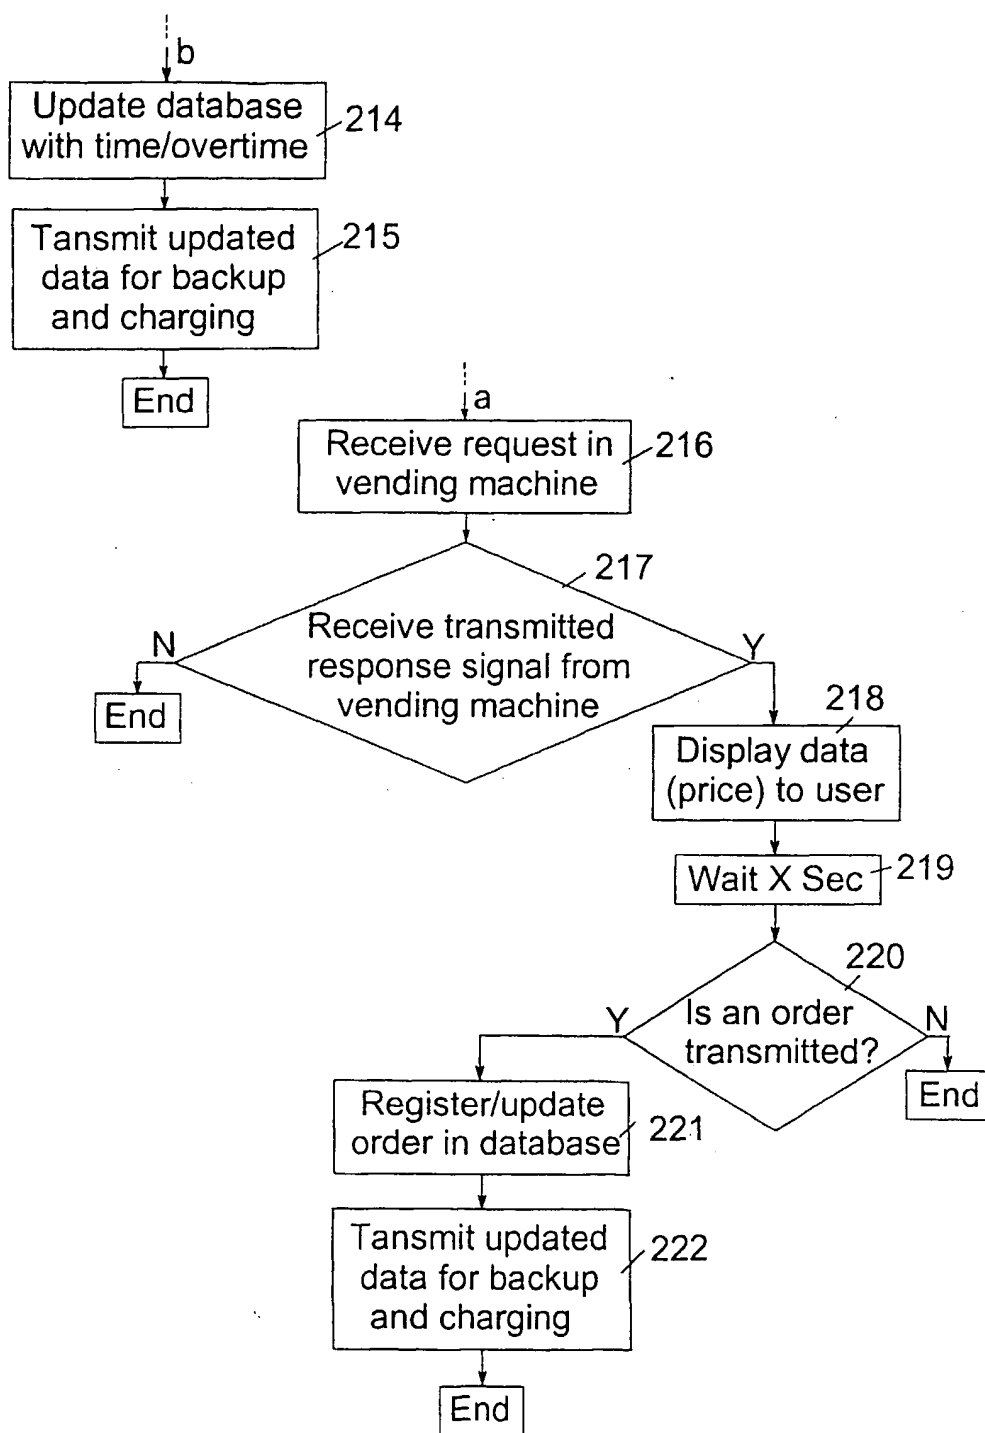 b
Update database
with time/overtime
214
Tansmit updated
data for backup
and charging
215
End
a
Receive request in
vending machine
216
217
Receive transmitted
response signal from
vending machine
N
Y
End
218
Display data
(price) to user
Wait X Sec
219
220
Is an order
transmitted?
Y
N
End
Register/update
order in database
221
Tansmit updated
data for backup
and charging
222
End